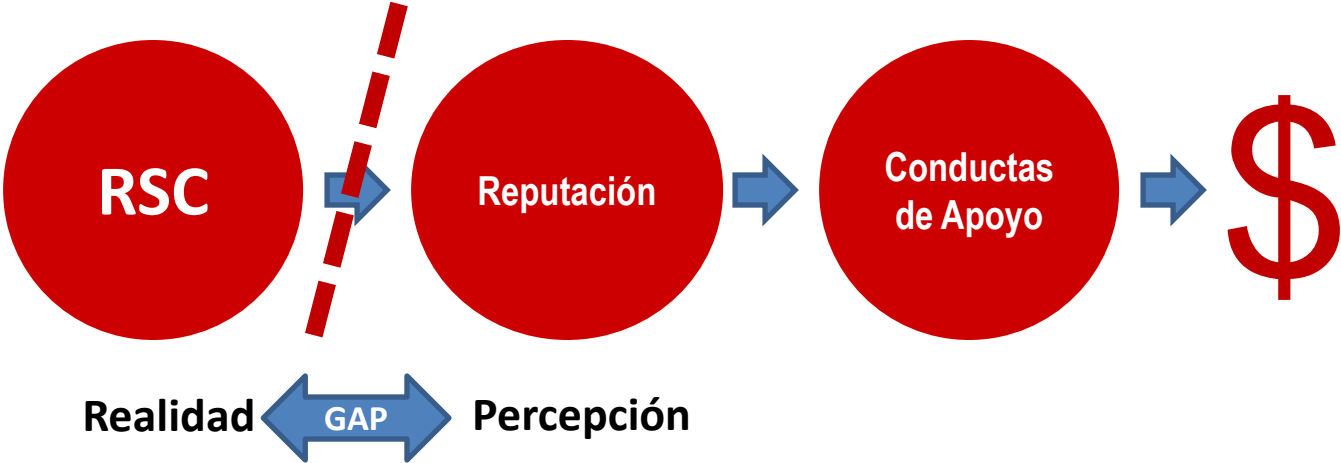 RSC
Reputación
Conductas
de Apoyo
$
Realidad
GAP
Percepción